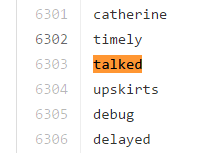 6301 catherine
6302 timely
6303 talked
6304 upskirts
6305 debug
6306 delayed